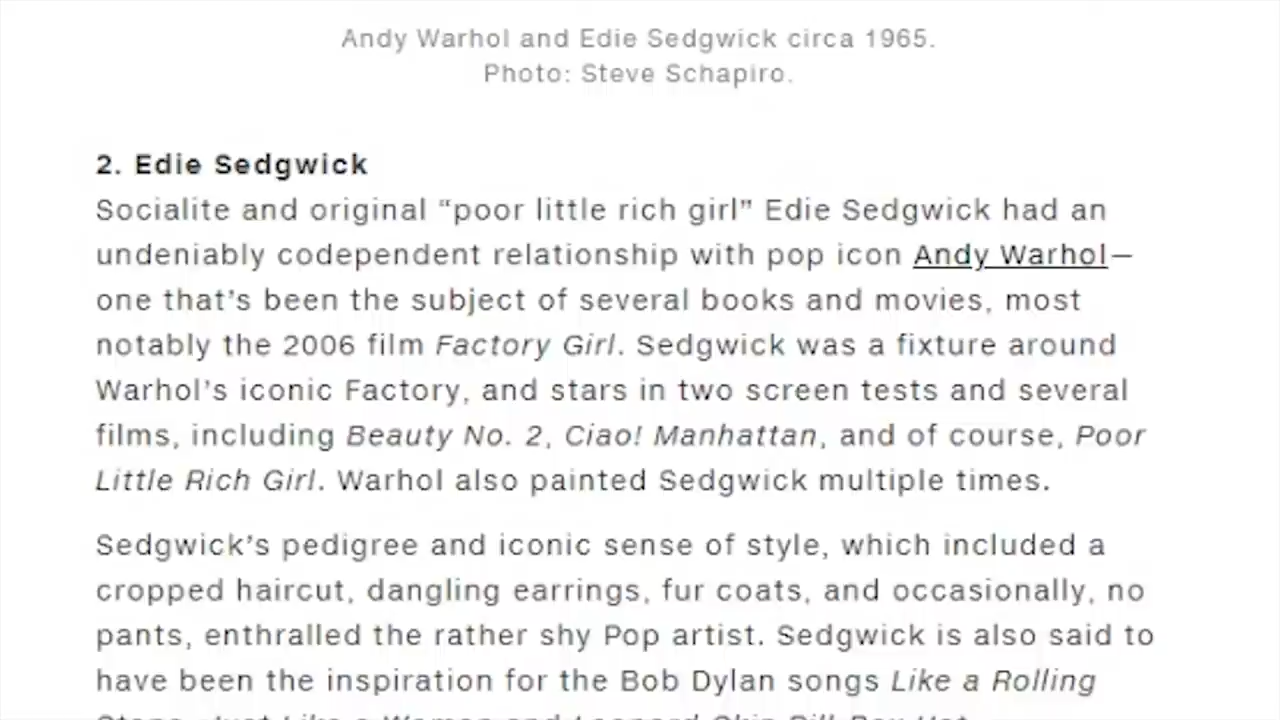 Andy Warhol and Edie Sedgwick circa 1965.
Photo: Steve Schapiro.
2. Edie Sedgwick
Socialite and original “poor little rich girl” Edie Sedgwick had an
undeniably codependent relationship with pop icon Andy Warhol—
one that’s been the subject of several books and movies, most
notably the 2006 film Factory Girl. Sedgwick was a fixture around
Warhol’s iconic Factory, and stars in two screen tests and several
films, including Beauty No. 2, Ciao! Manhattan, and of course, Poor
Little Rich Girl. Warhol also painted Sedgwick multiple times.
Sedgwick’s pedigree and iconic sense of style, which included a
cropped haircut, dangling earrings, fur coats, and occasionally, no
pants, enthralled the rather shy Pop artist. Sedgwick is also said to
have been the inspiration for the Bob Dylan songs Like a Rolling